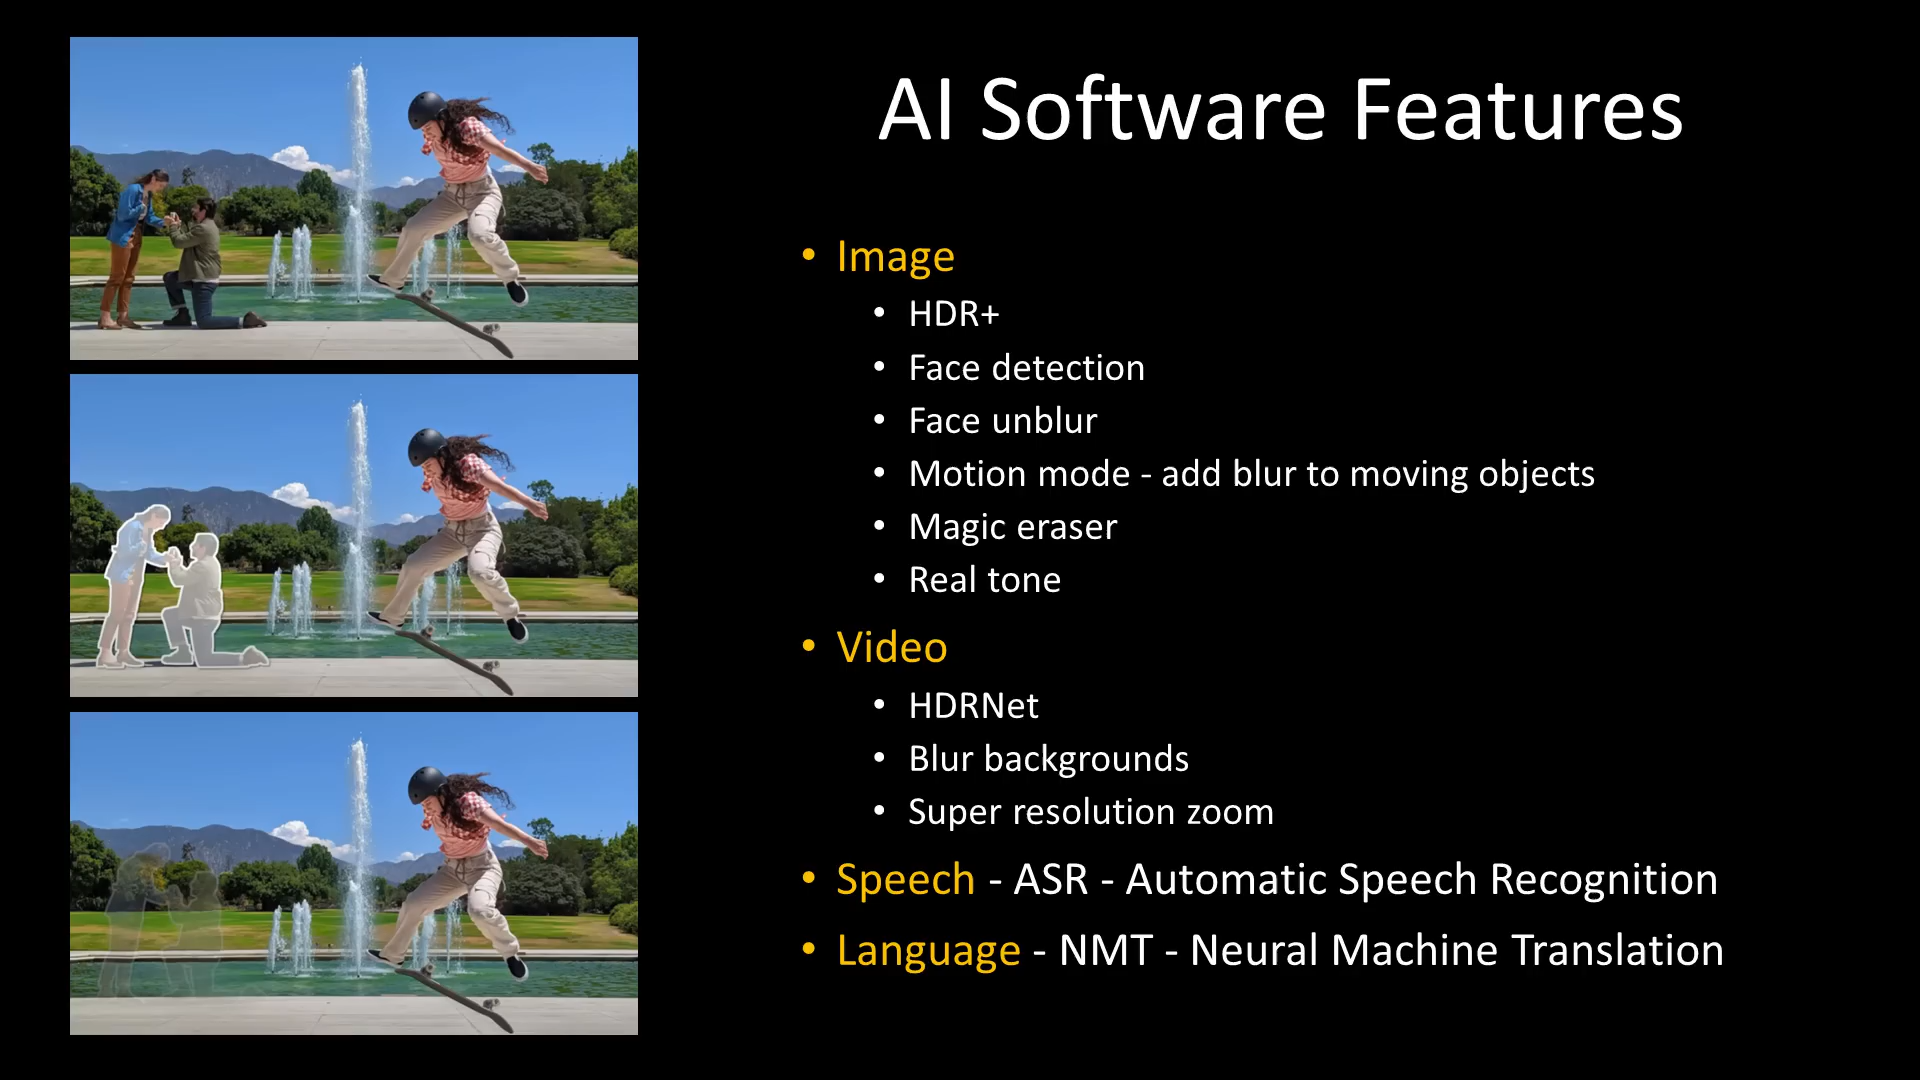 AI Software Features
• Image
• HDR+
• Face detection
• Face unblur
• Motion mode - add blur to moving objects
• Magic eraser
• Real tone
• Video
• HDRNet
• Blur backgrounds
• Super resolution zoom
• Speech - ASR - Automatic Speech Recognition
• Language - NMT - Neural Machine Translation